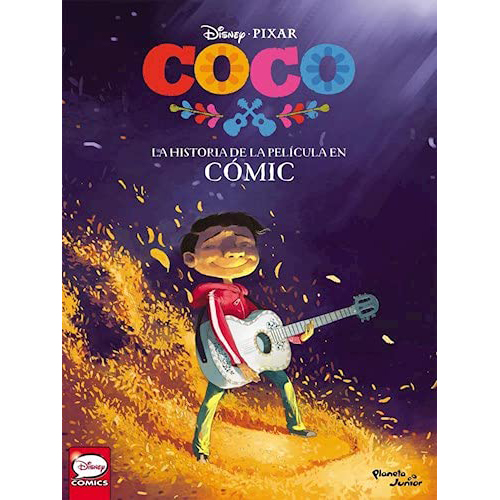 Disney · PIXAR
COCO
LA HISTORIA DE LA PELÍCULA EN
CÓMIC
Disney
COMICS
Planeta
Junior